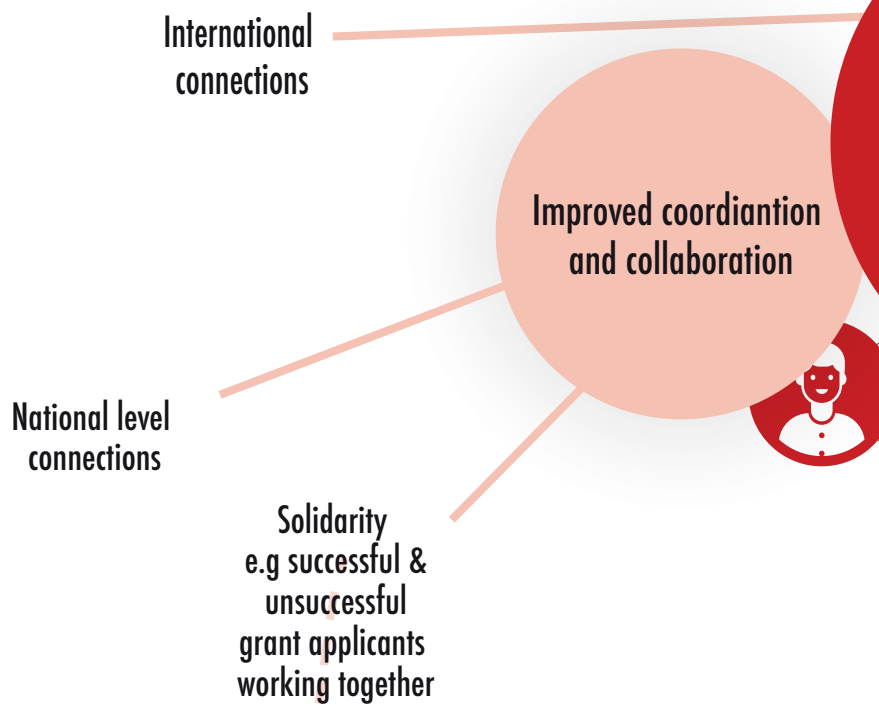 International
connections
Improved coordiantion
and collaboration
National level
connections
Solidarity
e.g successful &
unsuccessful
grant applicants
working together